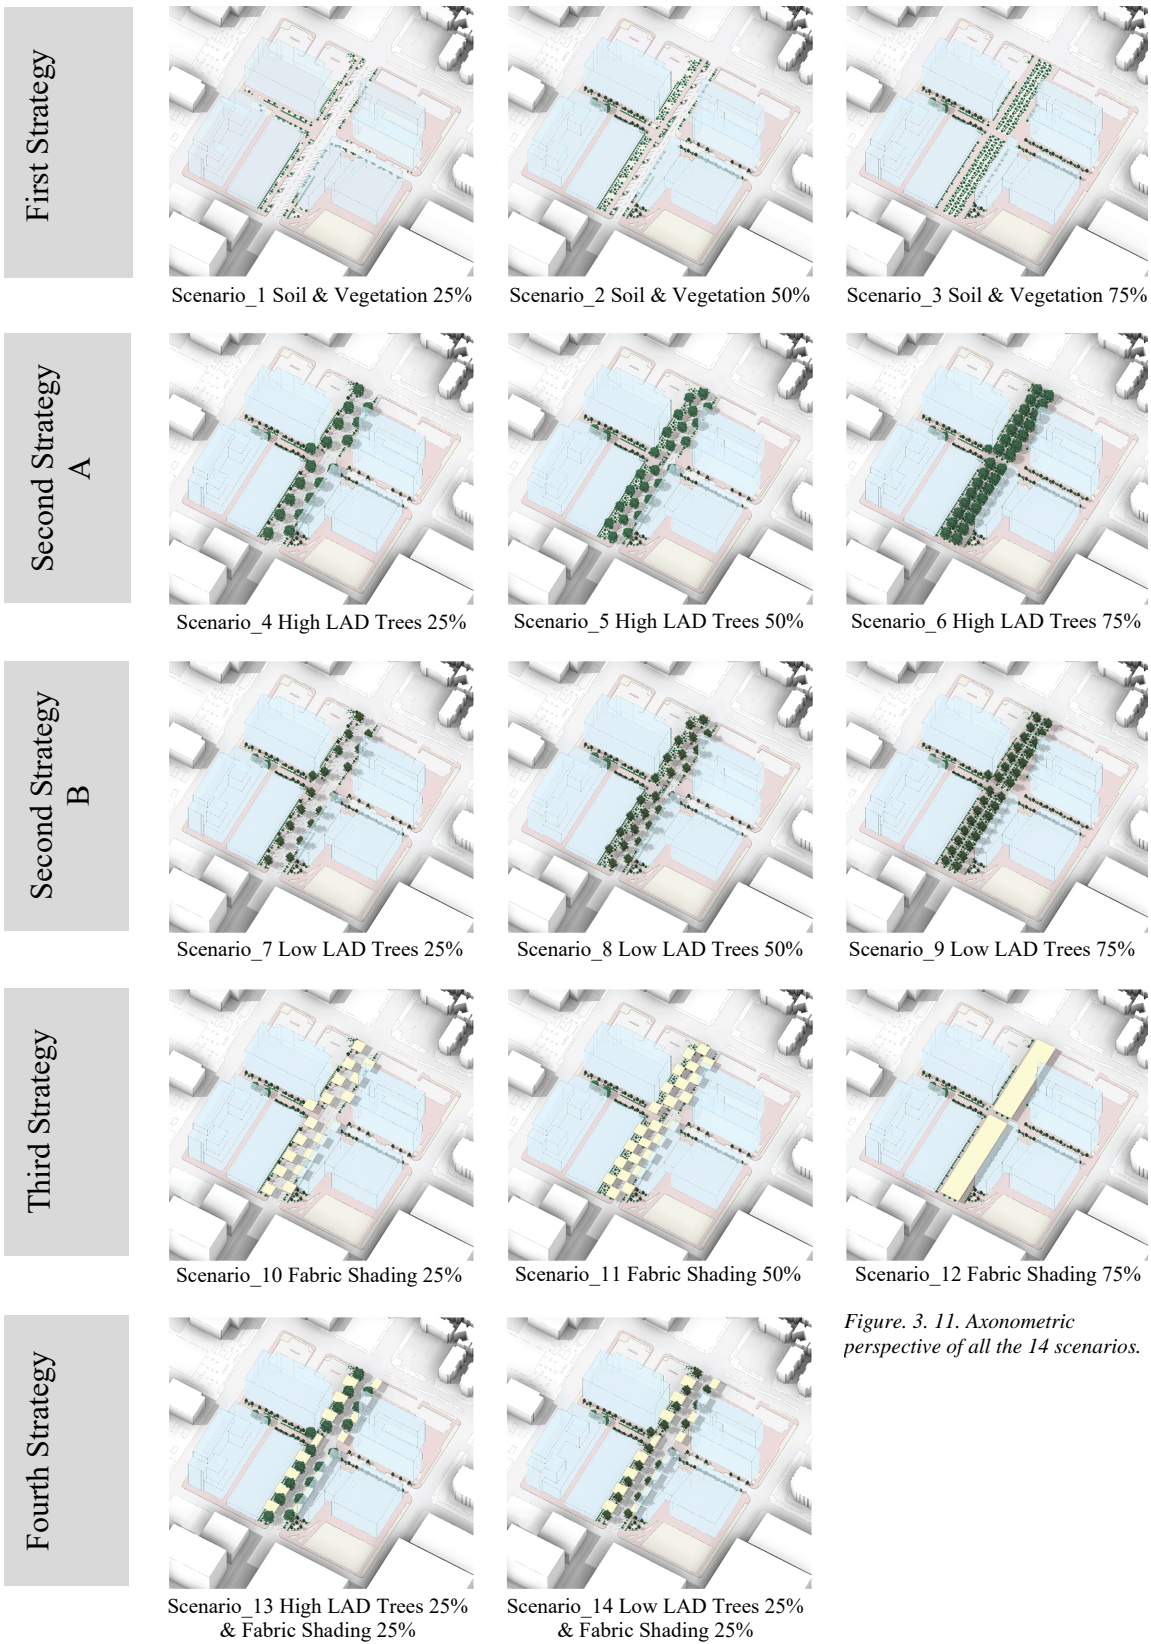 First Strategy
Scenario_1 Soil & Vegetation 25%
Scenario_2 Soil & Vegetation 50%
Scenario_3 Soil & Vegetation 75%
Second Strategy
A
Scenario_4 High LAD Trees 25%
Scenario_5 High LAD Trees 50%
Scenario_6 High LAD Trees 75%
Second Strategy
B
Scenario_7 Low LAD Trees 25%
Scenario_8 Low LAD Trees 50%
Scenario_9 Low LAD Trees 75%
Third Strategy
Scenario_10 Fabric Shading 25%
Scenario_11 Fabric Shading 50%
Scenario_12 Fabric Shading 75%
Figure. 3. 11. Axonometric
perspective of all the 14 scenarios.
Fourth Strategy
Scenario_13 High LAD Trees 25%
& Fabric Shading 25%
Scenario_14 Low LAD Trees 25%
& Fabric Shading 25%